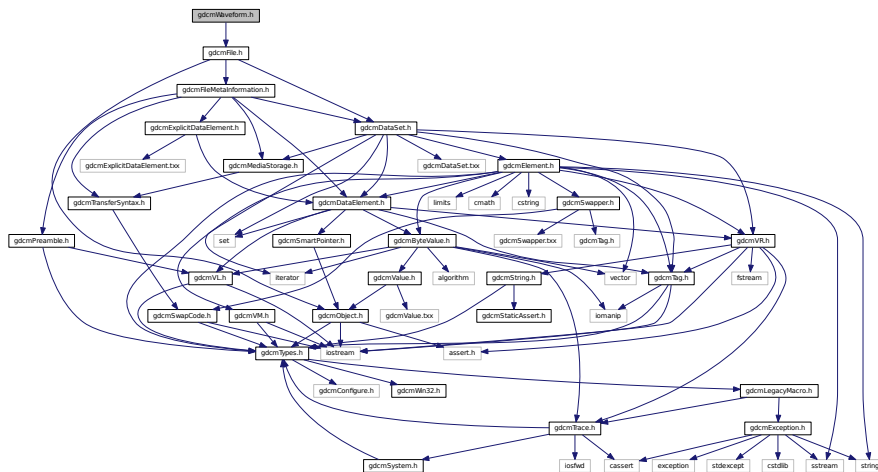 gdcmWaveform.h
gdcmFile.h
gdcmFileMetaInformation.h
gdcmExplicitDataElement.h
gdcmDataSet.h
gdcmExplicitDataElement.txx
gdcmMediaStorage.h
gdcmDataSet.txx
gdcmElement.h
gdcmTransferSyntax.h
gdcmDataElement.h
limits
cmath
cstring
gdcmSwapper.h
gdcmPreamble.h
set
gdcmSmartPointer.h
gdcmByteValue.h
gdcmSwapper.txx
gdcmTag.h
gdcmVR.h
gdcmVL.h
iterator
gdcmValue.h
algorithm
gdcmString.h
vector
gdcmTag.h
fstream
gdcmSwapCode.h
gdcmVM.h
gdcmObject.h
gdcmValue.txx
gdcmStaticAssert.h
iomanip
gdcmTypes.h
iostream
assert.h
gdcmConfigure.h
gdcmWin32.h
gdcmLegacyMacro.h
gdcmTrace.h
gdcmException.h
gdcmSystem.h
iosfwd
cassert
exception
stdexcept
cstdlib
sstream
string